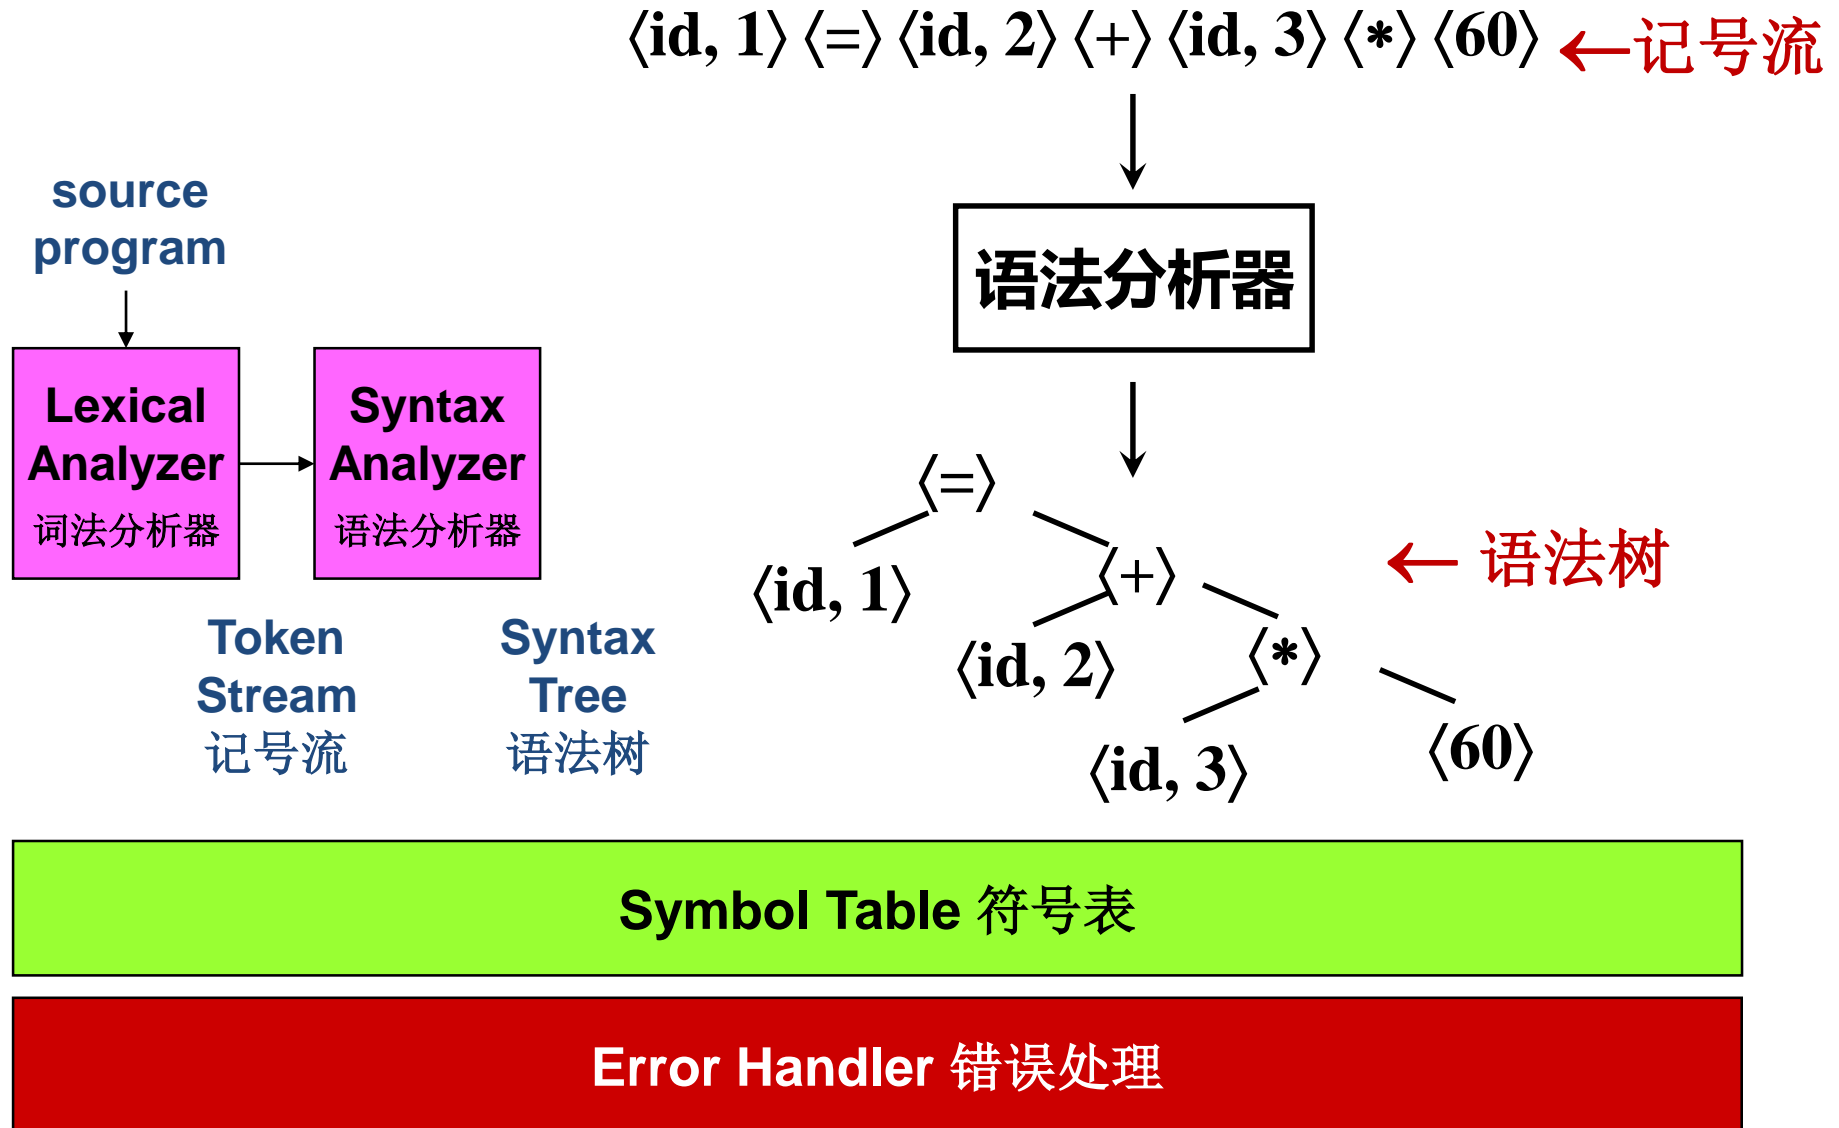 ⟨id, 1⟩ ⟨=⟩ ⟨id, 2⟩ ⟨+⟩ ⟨id, 3⟩ ⟨*⟩ ⟨60⟩ ←记号流
source
program
语法分析器
Lexical
Analyzer
词法分析器
Syntax
Analyzer
语法分析器
Token
Stream
记号流
Syntax
Tree
语法树
⟨=⟩
⟨id, 1⟩
⟨+⟩
← 语法树
⟨id, 2⟩
⟨*⟩
⟨id, 3⟩
⟨60⟩
Symbol Table 符号表
Error Handler 错误处理